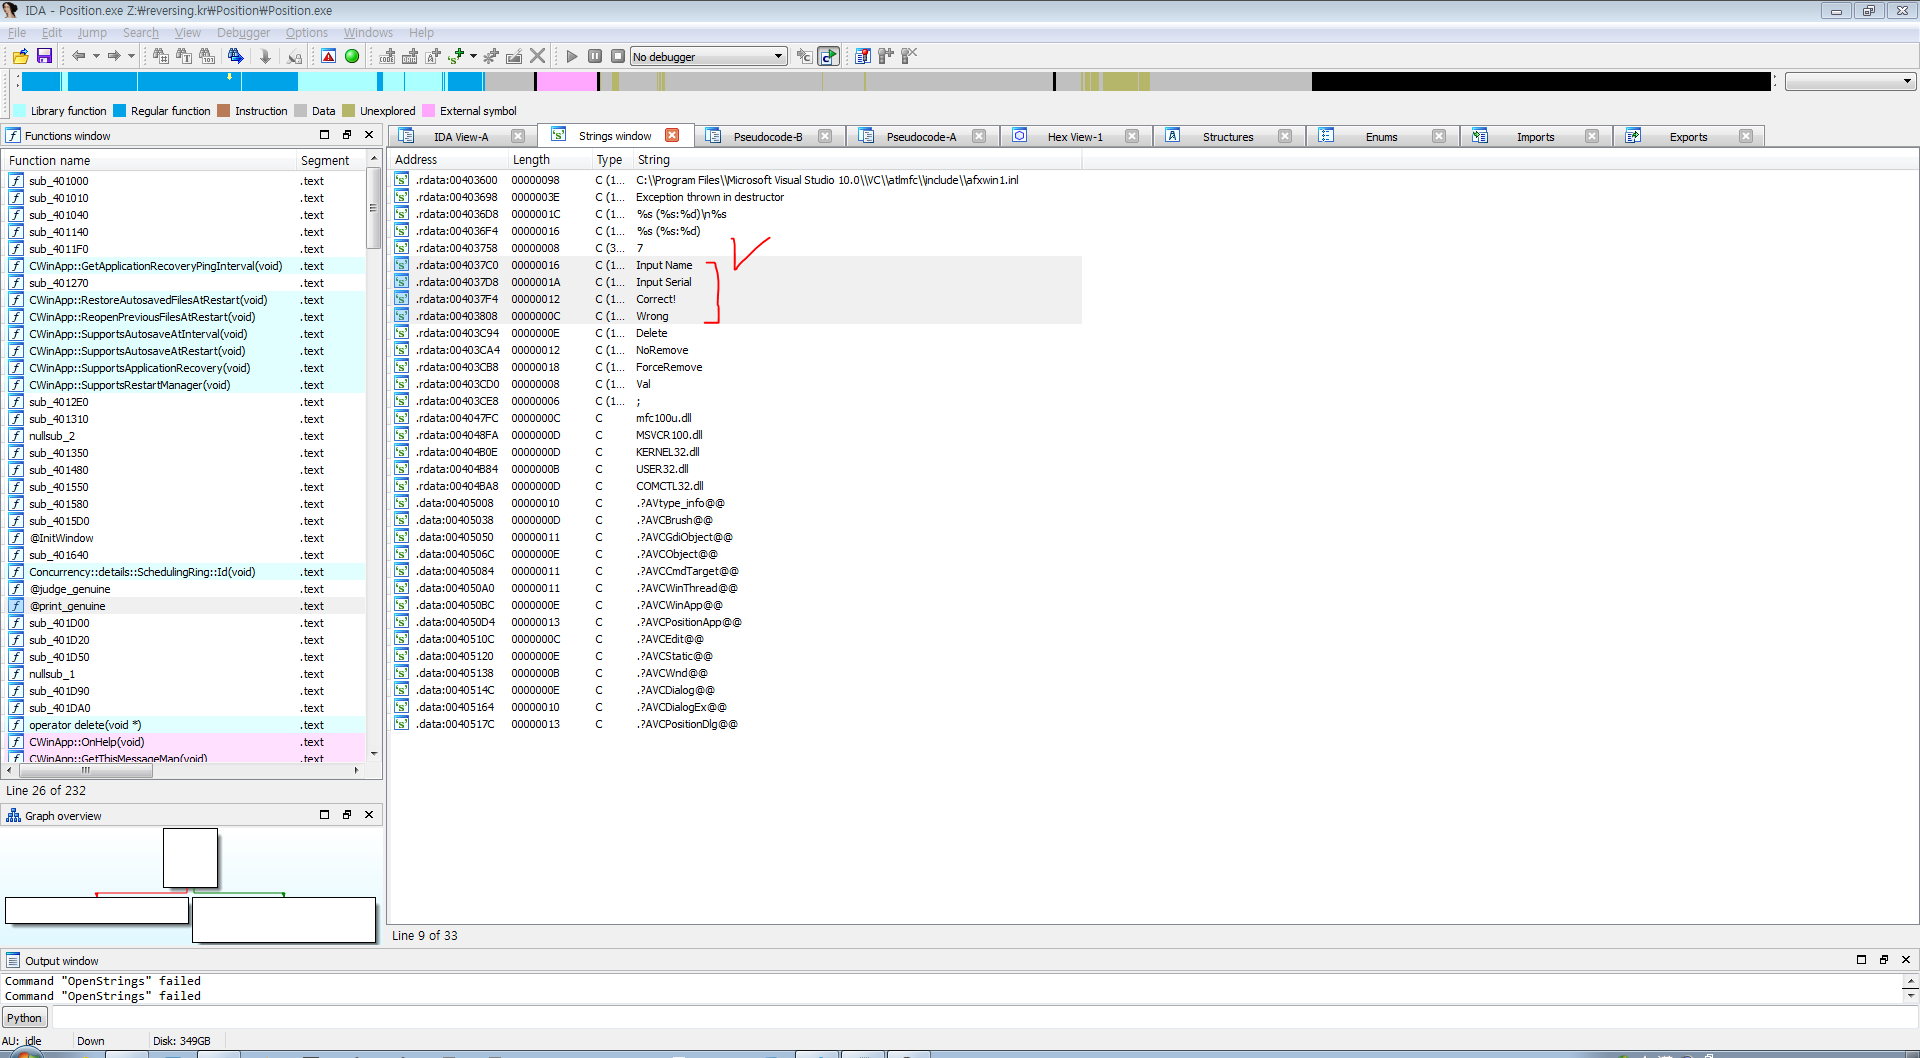 IDA - Position.exe Z:₩reversing.kr₩Position₩Position.exe
File Edit Jump Search View Debugger Options Windows Help
No debugger
Library function Regular function Instruction Data Unexplored External symbol
Functions window
IDA View-A Strings window Pseudocode-B Pseudocode-A Hex View-1 Structures Enums Imports Exports
Function name Segment
sub_401000 .text
sub_401010 .text
sub_401040 .text
sub_401140 .text
sub_4011F0 .text
CWinApp::GetApplicationRecoveryPingInterval(void) .text
sub_401270 .text
CWinApp::RestoreAutosavedFilesAtRestart(void) .text
CWinApp::ReopenPreviousFilesAtRestart(void) .text
CWinApp::SupportsAutosaveAtInterval(void) .text
CWinApp::SupportsAutosaveAtRestart(void) .text
CWinApp::SupportsApplicationRecovery(void) .text
CWinApp::SupportsRestartManager(void) .text
sub_4012E0 .text
sub_401310 .text
nullsub_2 .text
sub_401350 .text
sub_401480 .text
sub_401550 .text
sub_401580 .text
sub_4015D0 .text
@InitWindow .text
sub_401640 .text
Concurrency::details::SchedulingRing::Id(void) .text
@judge_genuine .text
@print_genuine .text
sub_401D00 .text
sub_401D20 .text
sub_401D50 .text
nullsub_1 .text
sub_401D90 .text
sub_401DA0 .text
operator delete(void *) .text
CWinApp::OnHelp(void) .text
CWinApp::GetThisMessageMap(void) .text
Line 26 of 232
Graph overview
Address Length Type String
.rdata:00403600 00000098 C (1... C:\\Program Files\\Microsoft Visual Studio 10.0\\VC\\atlmfc\\include\\afxwin1.inl
.rdata:00403698 0000003E C (1... Exception thrown in destructor
.rdata:004036D8 0000001C C (1... %s (%s:%d)\n%s
.rdata:004036F4 00000016 C (1... %s (%s:%d)
.rdata:00403758 00000008 C (3... 7
.rdata:004037C0 00000016 C (1... Input Name
.rdata:004037D8 0000001A C (1... Input Serial
.rdata:004037F4 00000012 C (1... Correct!
.rdata:00403808 0000000C C (1... Wrong
.rdata:00403C94 0000000E C (1... Delete
.rdata:00403CA4 00000012 C (1... NoRemove
.rdata:00403CB8 00000018 C (1... ForceRemove
.rdata:00403CD0 00000008 C (1... Val
.rdata:00403CE8 00000006 C (1... ;
.rdata:004047FC 0000000C C mfc100u.dll
.rdata:004048FA 0000000D C MSVCR100.dll
.rdata:00404B0E 0000000D C KERNEL32.dll
.rdata:00404B84 0000000B C USER32.dll
.rdata:00404BA8 0000000D C COMCTL32.dll
.data:00405008 00000010 C .?AVtype_info@@
.data:00405038 0000000D C .?AVCBrush@@
.data:00405050 00000011 C .?AVCGdiObject@@
.data:0040506C 0000000E C .?AVCObject@@
.data:00405084 00000011 C .?AVCCmdTarget@@
.data:004050A0 00000011 C .?AVCWinThread@@
.data:004050BC 0000000E C .?AVCWinApp@@
.data:004050D4 00000013 C .?AVCPositionApp@@
.data:0040510C 0000000C C .?AVCEdit@@
.data:00405120 0000000E C .?AVCStatic@@
.data:00405138 0000000B C .?AVCWnd@@
.data:0040514C 0000000E C .?AVCDialog@@
.data:00405164 00000010 C .?AVCDialogEx@@
.data:0040517C 00000013 C .?AVCPositionDlg@@
Line 9 of 33
Output window
Command "OpenStrings" failed
Command "OpenStrings" failed
Python
AU: idle Down Disk: 349GB